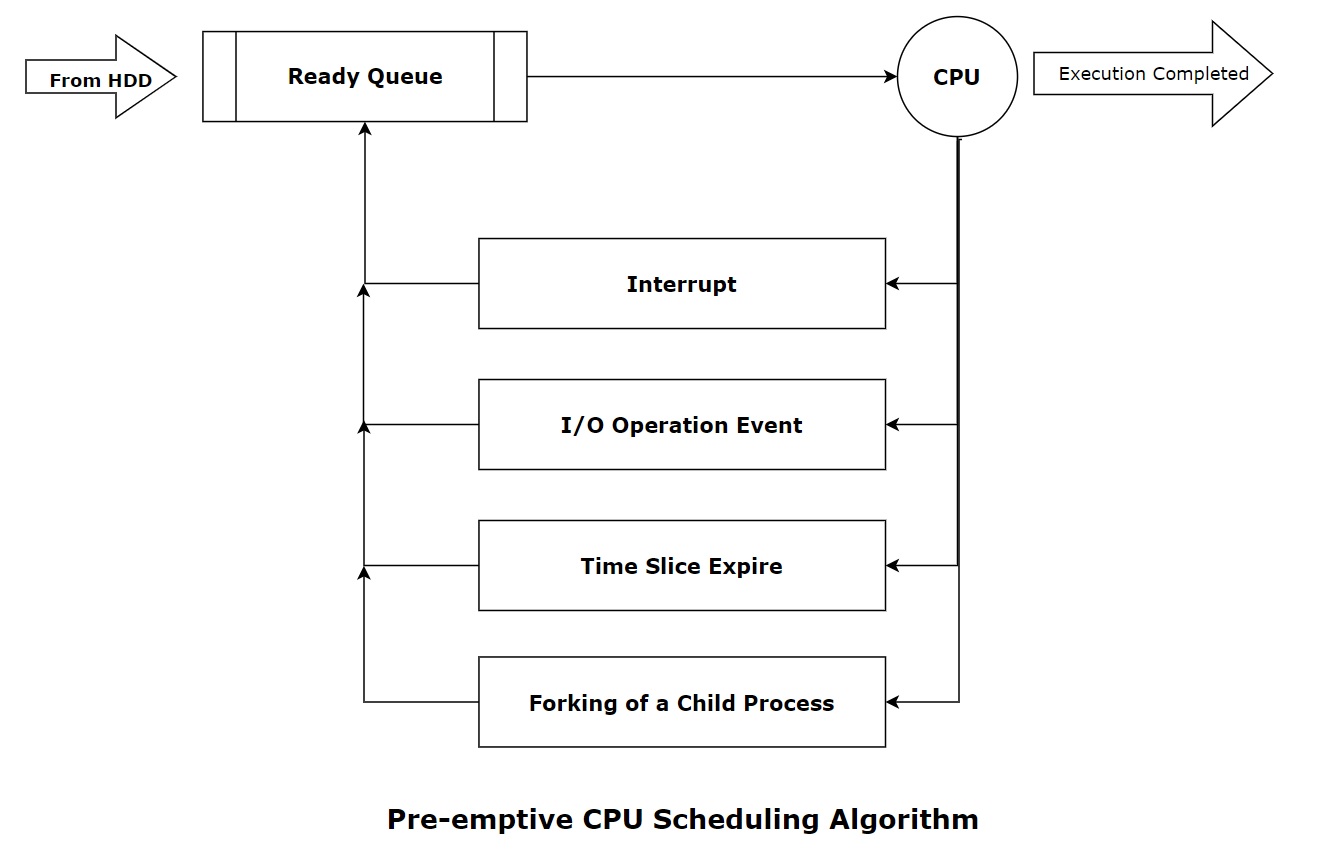 From HDD
Ready Queue
CPU
Execution Completed
Interrupt
I/O Operation Event
Time Slice Expire
Forking of a Child Process
Pre-emptive CPU Scheduling Algorithm